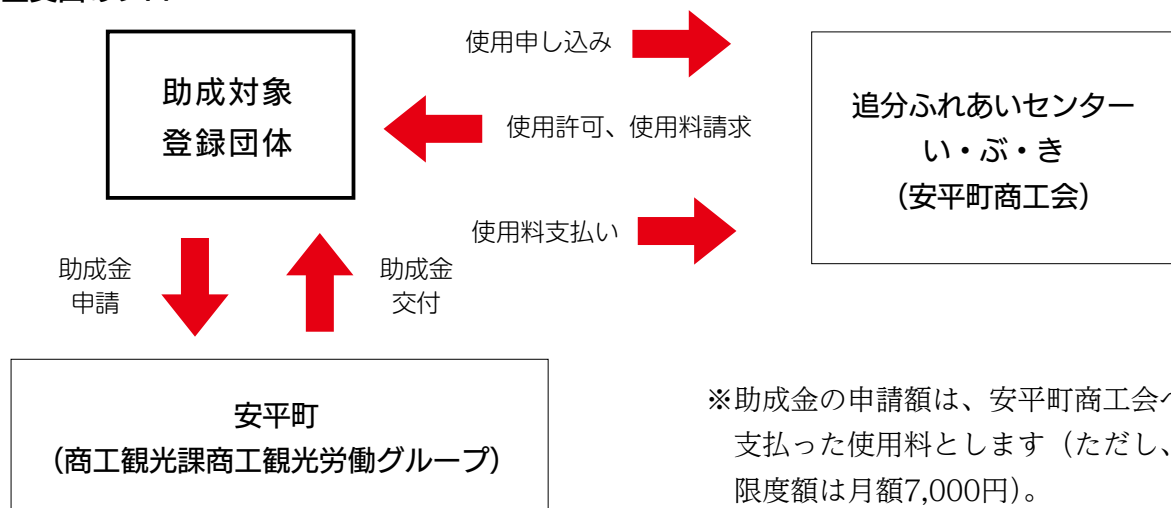 使用申し込み
助成対象
登録団体
使用許可、使用料請求
追分ふれあいセンター
い・ぶ・き
（安平町商工会）
使用料支払い
助成金
申請
助成金
交付
安平町
（商工観光課商工観光労働グループ）
※助成金の申請額は、安平町商工会へ
支払った使用料とします（ただし、
限度額は月額7,000円）。